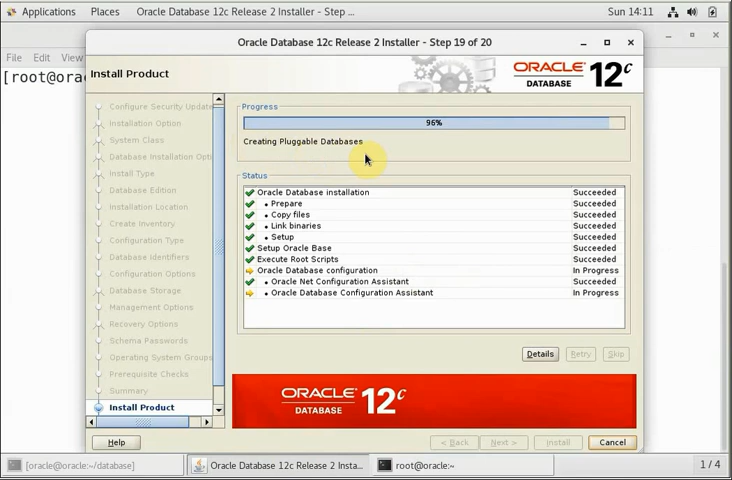 Applications Places Oracle Database 12c Release 2 Installer - Step ... Sun 14:11
File Edit View
[root@ora
Oracle Database 12c Release 2 Installer - Step 19 of 20
Install Product
ORACLE
DATABASE 12c
Configure Security Update
Installation Option
System Class
Database Installation Opti
Install Type
Database Edition
Installation Location
Create Inventory
Configuration Type
Database Identifiers
Configuration Options
Database Storage
Management Options
Recovery Options
Schema Passwords
Operating System Groups
Prerequisite Checks
Summary
Install Product
Progress
96%
Creating Pluggable Databases
Status
Oracle Database installation Succeeded
• Prepare Succeeded
• Copy files Succeeded
• Link binaries Succeeded
• Setup Succeeded
Setup Oracle Base Succeeded
Execute Root Scripts Succeeded
Oracle Database configuration In Progress
• Oracle Net Configuration Assistant Succeeded
• Oracle Database Configuration Assistant In Progress
Details Retry Skip
ORACLE
DATABASE 12c
Help < Back Next > Install Cancel
[oracle@oracle:~/database] Oracle Database 12c Release 2 Insta... root@oracle:~ 1 / 4